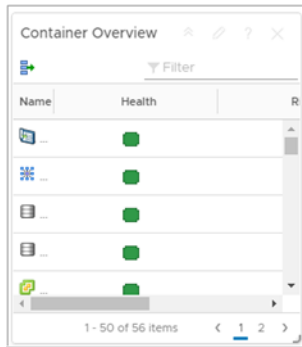 Container Overview
Filter
Name Health R
...
...
...
...
...
1 - 50 of 56 items 1 2